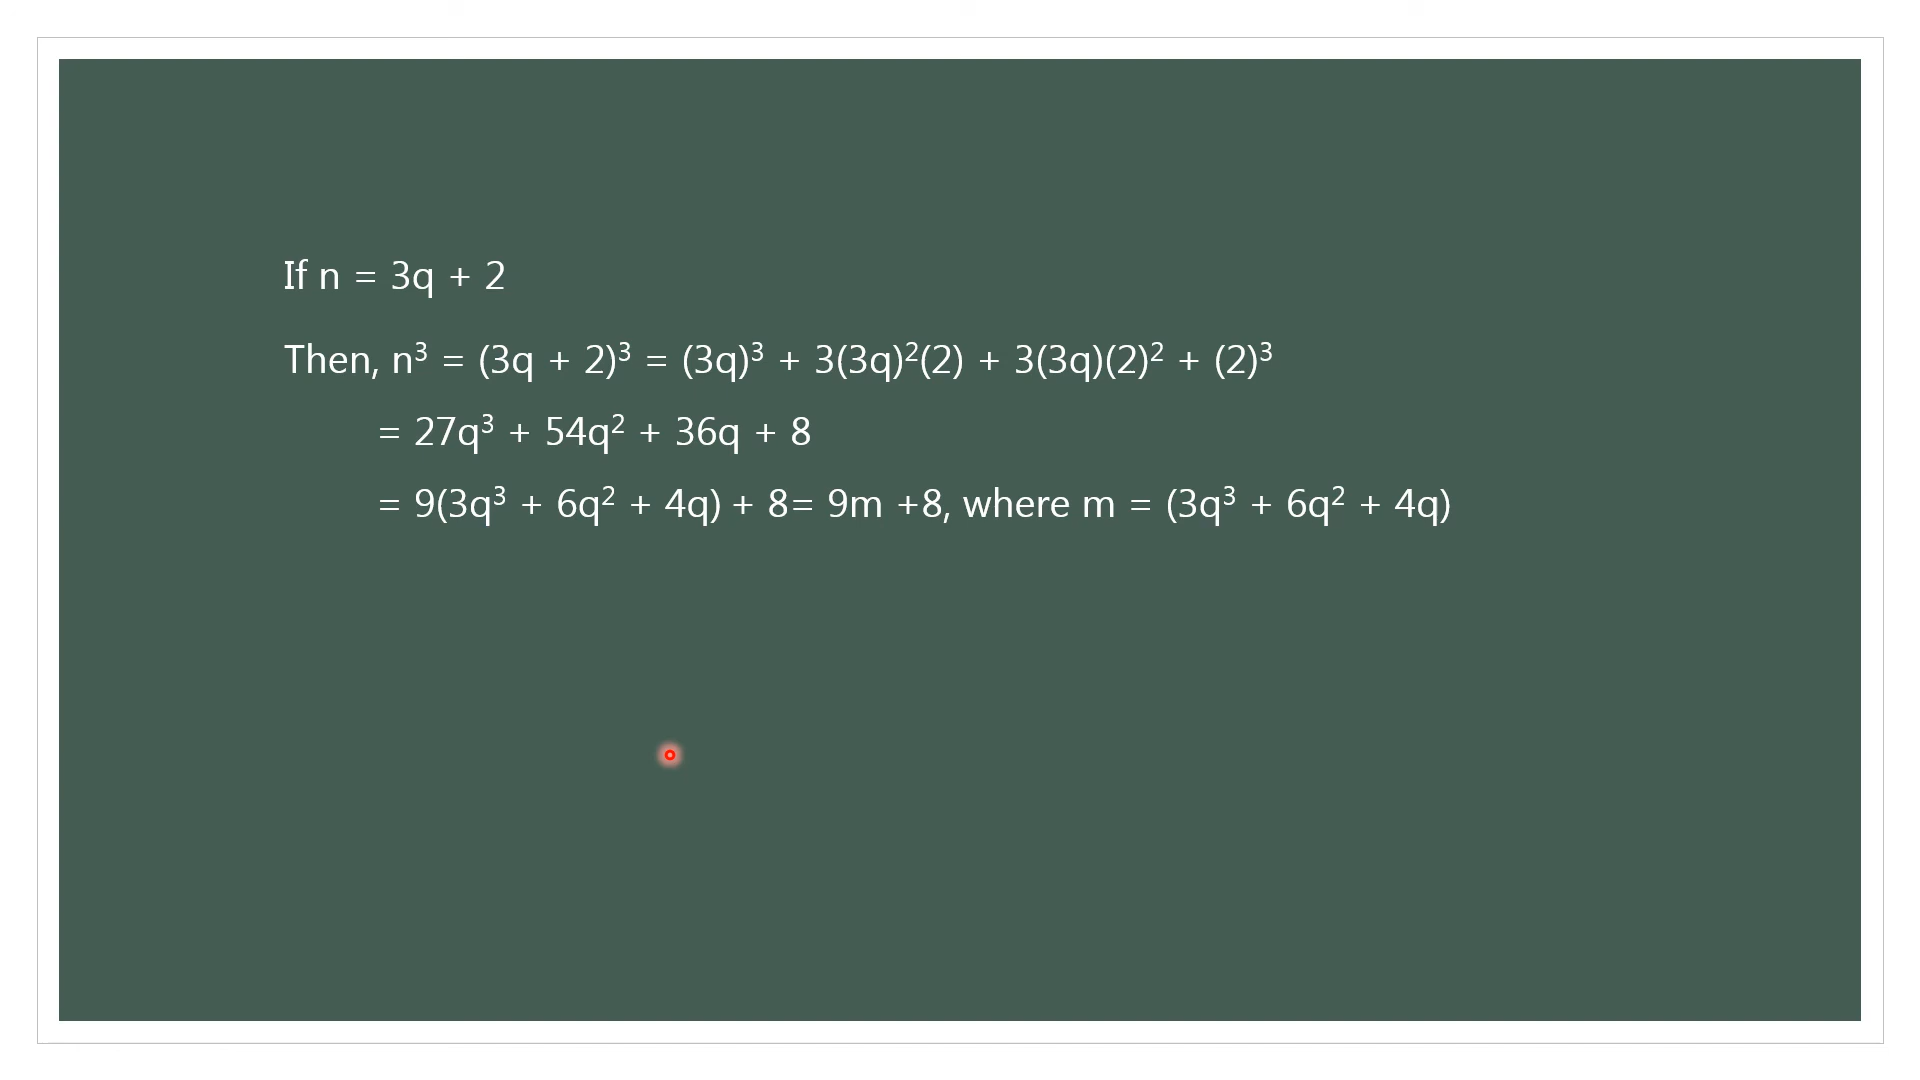 If n = 3q + 2
Then, n³ = (3q + 2)³ = (3q)³ + 3(3q)²(2) + 3(3q)(2)² + (2)³
= 27q³ + 54q² + 36q + 8
= 9(3q³ + 6q² + 4q) + 8= 9m +8, where m = (3q³ + 6q² + 4q)